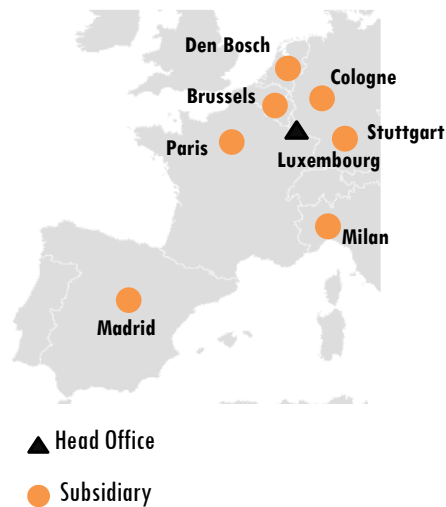 Den Bosch
Cologne
Brussels
Stuttgart
Paris
Luxembourg
Milan
Madrid
Head Office
Subsidiary